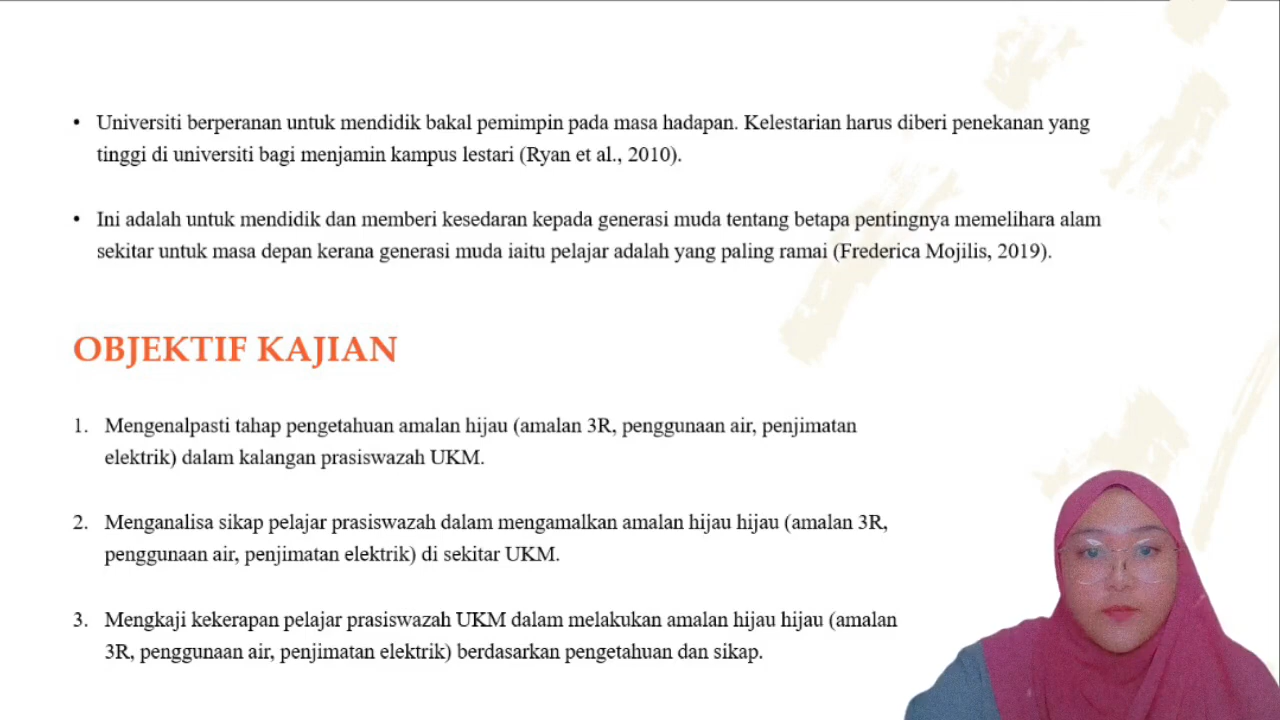 • Universiti berperanan untuk mendidik bakal pemimpin pada masa hadapan. Kelestarian harus diberi penekanan yang
tinggi di universiti bagi menjamin kampus lestari (Ryan et al., 2010).
• Ini adalah untuk mendidik dan memberi kesedaran kepada generasi muda tentang betapa pentingnya memelihara alam
sekitar untuk masa depan kerana generasi muda iaitu pelajar adalah yang paling ramai (Frederica Mojilis, 2019).
OBJEKTIF KAJIAN
1. Mengenalpasti tahap pengetahuan amalan hijau (amalan 3R, penggunaan air, penjimatan
elektrik) dalam kalangan prasiswazah UKM.
2. Menganalisa sikap pelajar prasiswazah dalam mengamalkan amalan hijau hijau (amalan 3R,
penggunaan air, penjimatan elektrik) di sekitar UKM.
3. Mengkaji kekerapan pelajar prasiswazah UKM dalam melakukan amalan hijau hijau (amalan
3R, penggunaan air, penjimatan elektrik) berdasarkan pengetahuan dan sikap.